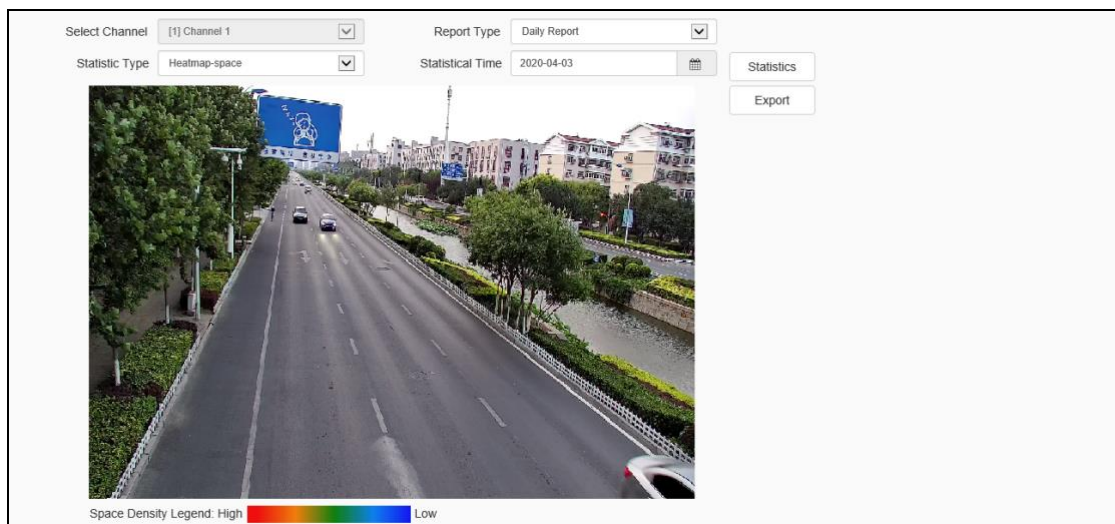 Select Channel [1] Channel 1 Report Type Daily Report
Statistic Type Heatmap-space Statistical Time 2020-04-03 Statistics
Export
Space Density Legend: High Low